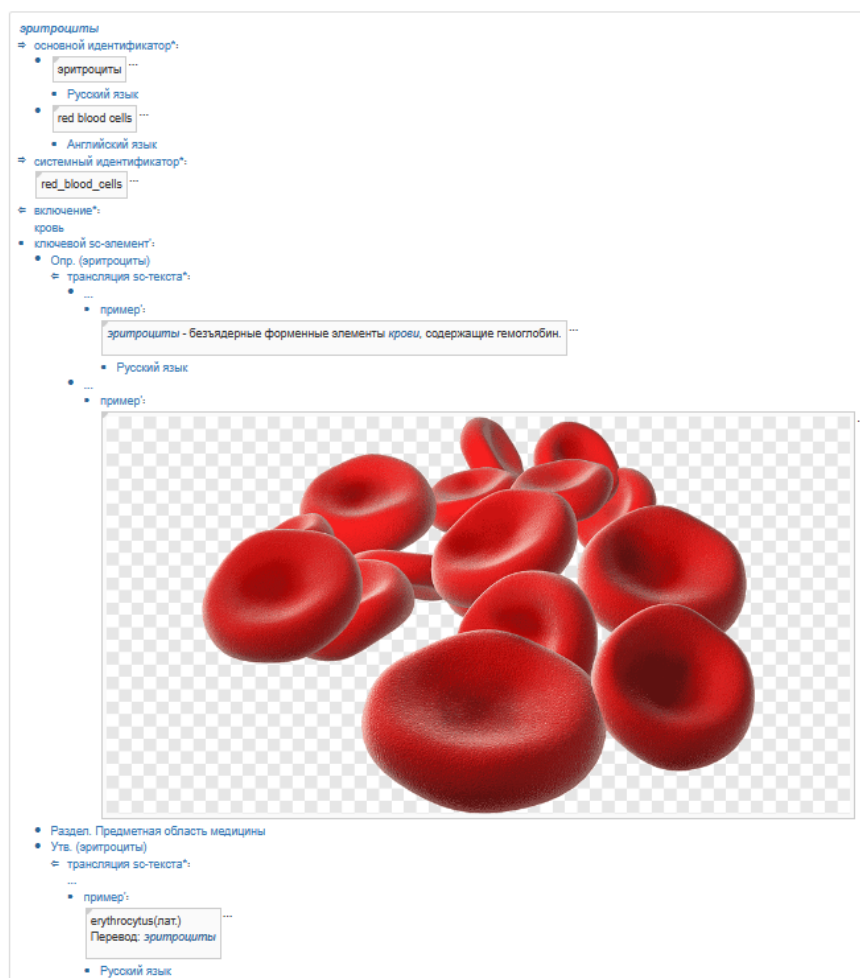 эритроциты
⇒ основной идентификатор*:
• эритроциты ...
▪ Русский язык
• red blood cells ...
▪ Английский язык
⇒ системный идентификатор*:
red_blood_cells ...
⇐ включение*:
кровь
▪ ключевой sc-элемент':
• Опр. (эритроциты)
⇐ трансляция sc-текста*:
• ...
▪ пример':
эритроциты - безъядерные форменные элементы крови, содержащие гемоглобин. ...
▪ Русский язык
• ...
▪ пример':
...
• Раздел. Предметная область медицины
• Утв. (эритроциты)
⇐ трансляция sc-текста*:
...
▪ пример':
erythrocytus(лат.) ...
Перевод: эритроциты
▪ Русский язык